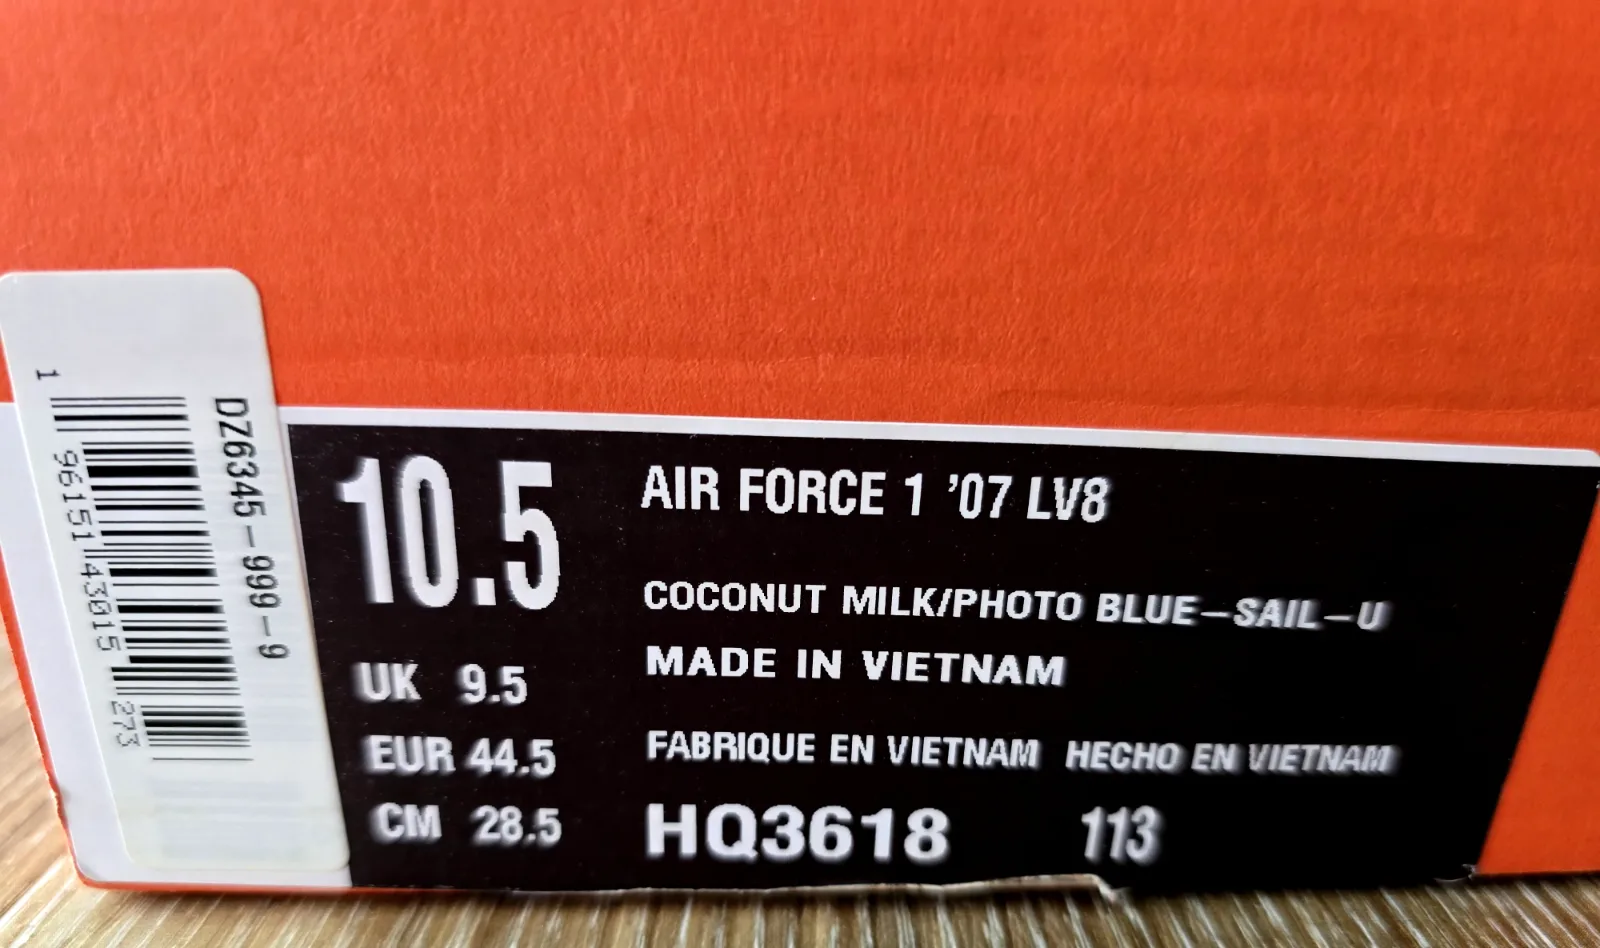 DZ6345-999-9
1 96151 43015 273
10.5
AIR FORCE 1 '07 LV8
COCONUT MILK/PHOTO BLUE-SAIL-U
MADE IN VIETNAM
UK 9.5
EUR 44.5
FABRIQUE EN VIETNAM HECHO EN VIETNAM
CM 28.5
HQ3618 113